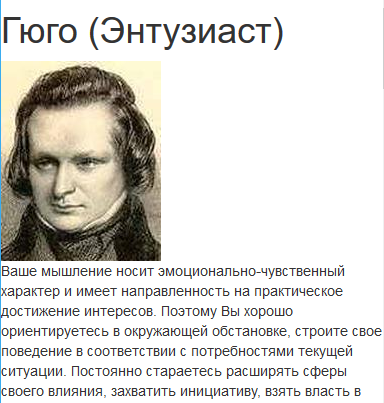 Гюго (Энтузиаст)
Ваше мышление носит эмоционально-чувственный
характер и имеет направленность на практическое
достижение интересов. Поэтому Вы хорошо
ориентируетесь в окружающей обстановке, строите свое
поведение в соответствии с потребностями текущей
ситуации. Постоянно стараетесь расширять сферы
своего влияния, захватить инициативу, взять власть в